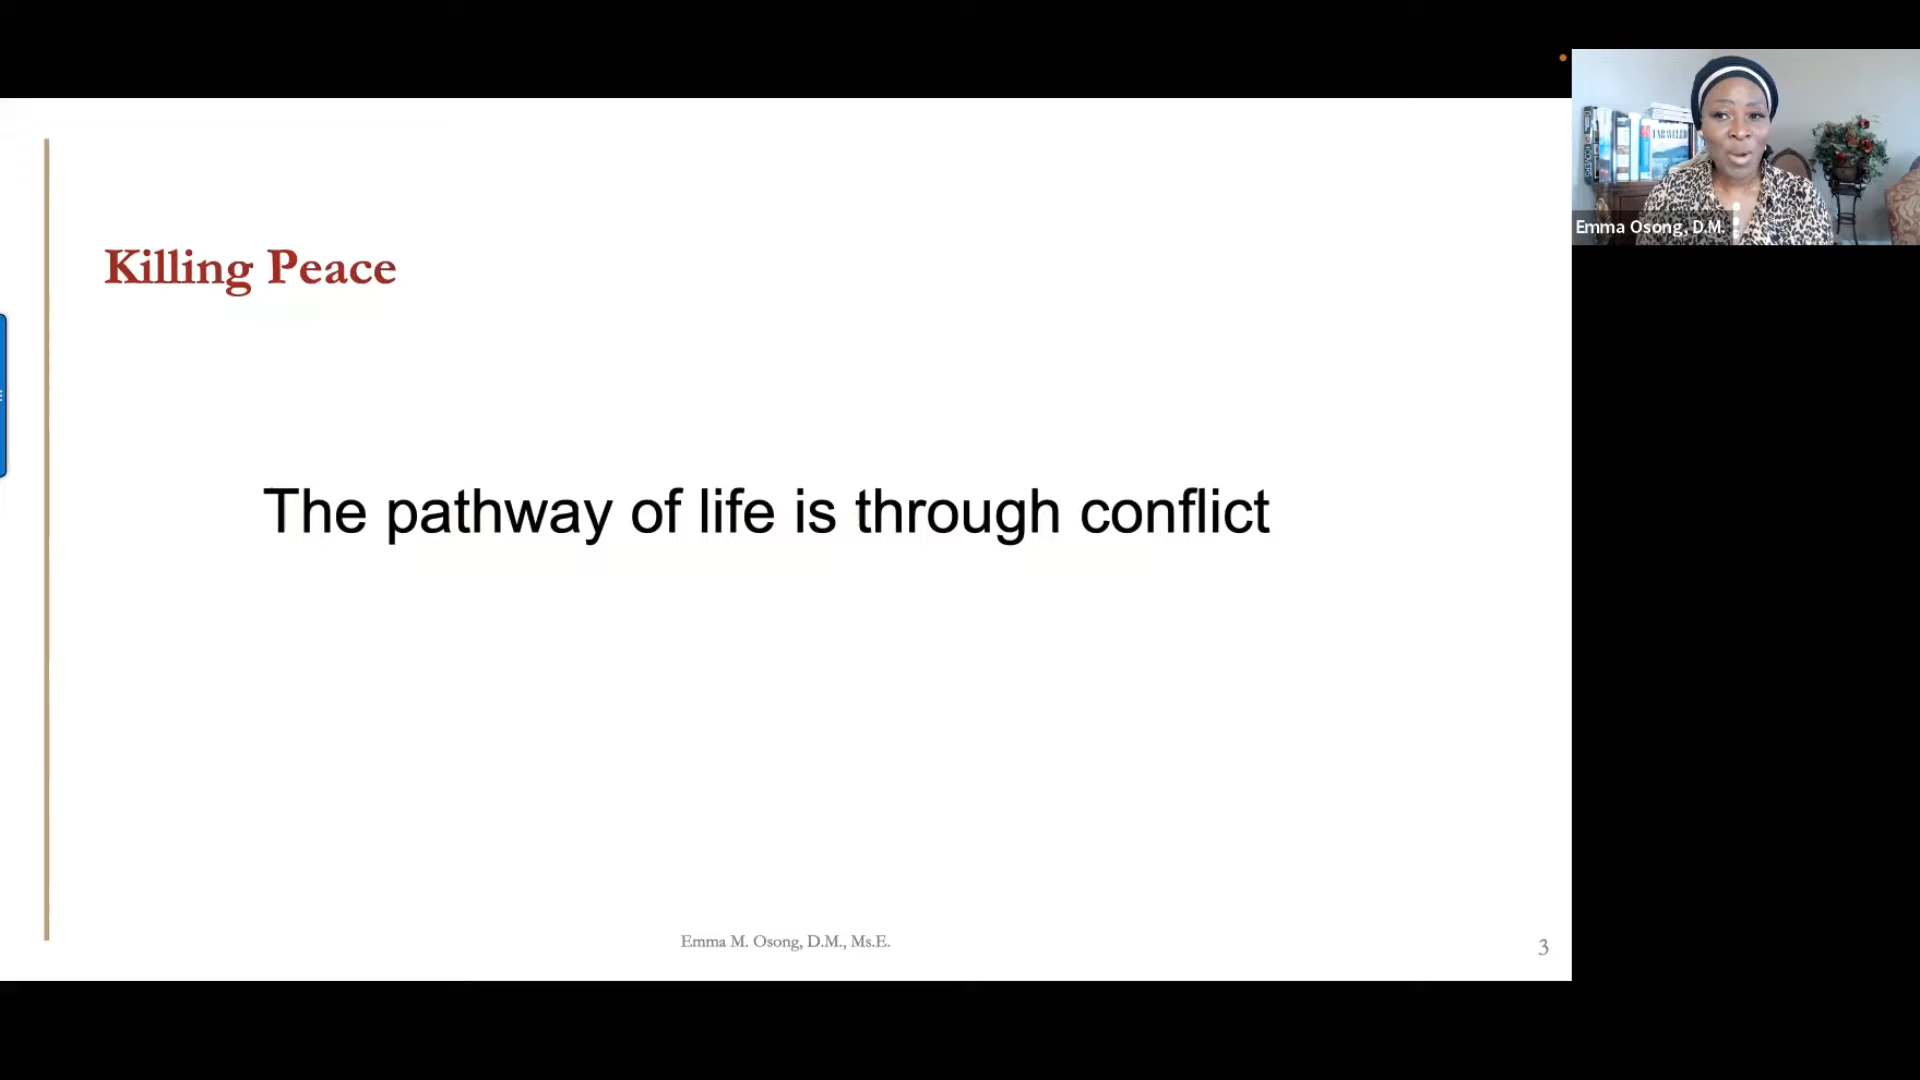 Killing Peace
The pathway of life is through conflict
Emma M. Osong, D.M., Ms.E.
3
Emma Osong, D.M.